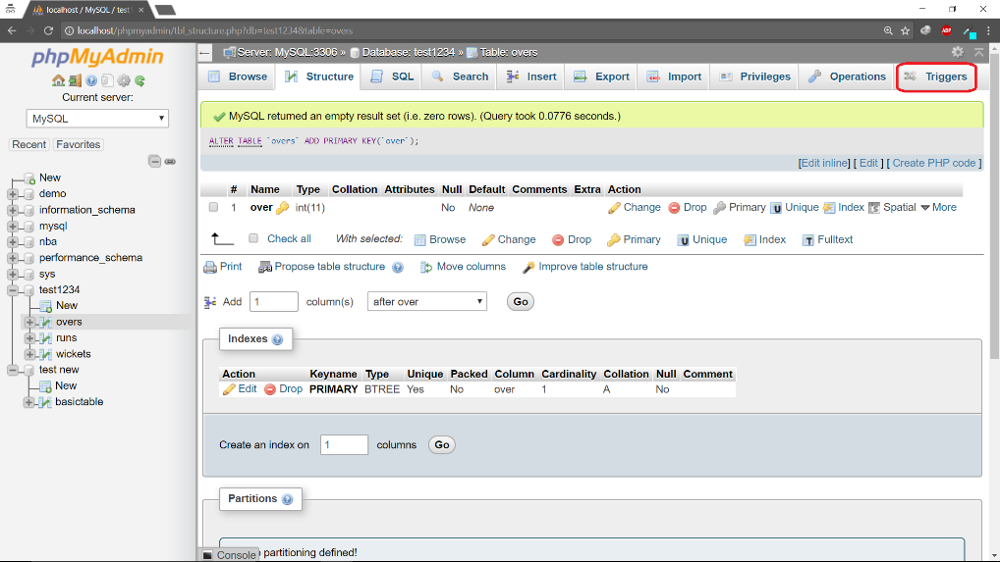 localhost / MySQL / test1
localhost/phpmyadmin/tbl_structure.php?db=test1234&table=overs
ABP
phpMyAdmin
Current server:
MySQL
Recent Favorites
New
demo
information_schema
mysql
nba
performance_schema
sys
test1234
New
overs
runs
wickets
test new
New
basictable
Server: MySQL:3306 » Database: test1234 » Table: overs
Browse Structure SQL Search Insert Export Import Privileges Operations Triggers
MySQL returned an empty result set (i.e. zero rows). (Query took 0.0776 seconds.)
ALTER TABLE `overs` ADD PRIMARY KEY(`over`);
[Edit inline] [ Edit ] [ Create PHP code ]
# Name Type Collation Attributes Null Default Comments Extra Action
1 over int(11) No None Change Drop Primary Unique Index Spatial More
Check all With selected: Browse Change Drop Primary Unique Index Fulltext
Print Propose table structure Move columns Improve table structure
Add 1 column(s) after over Go
Indexes
Action Keyname Type Unique Packed Column Cardinality Collation Null Comment
Edit Drop PRIMARY BTREE Yes No over 1 A No
Create an index on 1 columns Go
Partitions
partitioning defined!
Console